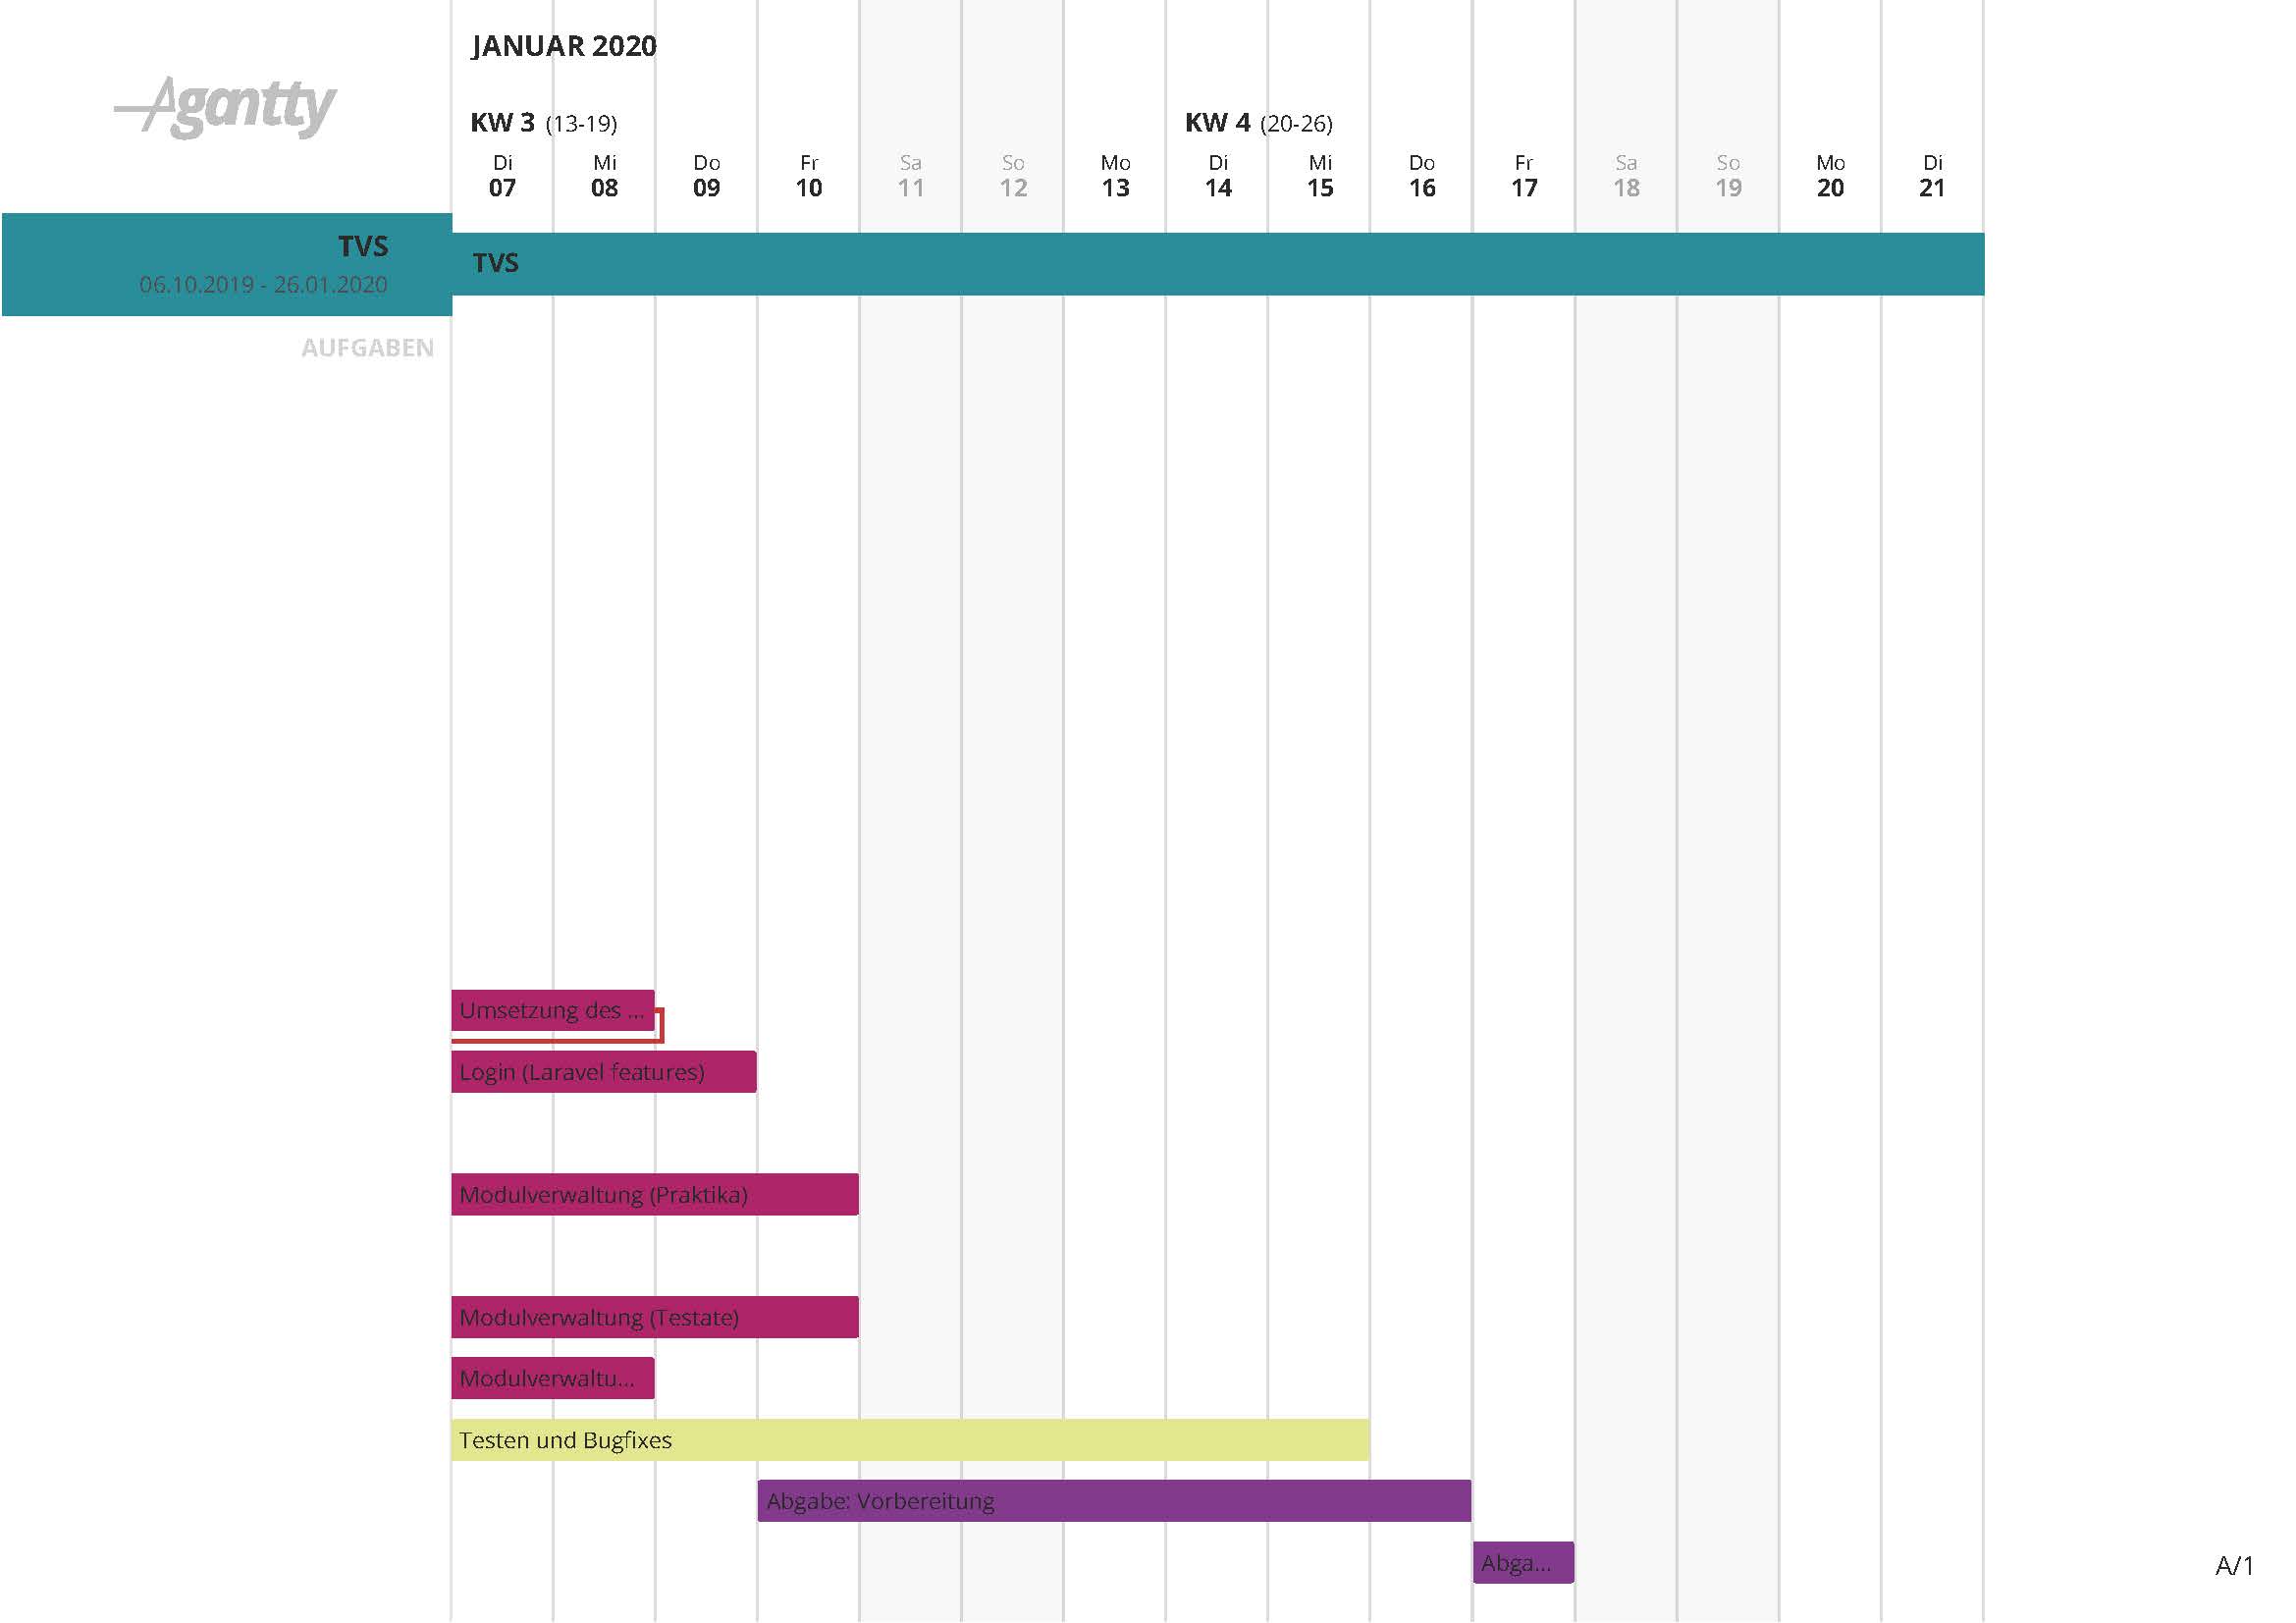 JANUAR 2020
Agantty
KW 3 (13-19) KW 4 (20-26)
Di Mi Do Fr Sa So Mo Di Mi Do Fr Sa So Mo Di
07 08 09 10 11 12 13 14 15 16 17 18 19 20 21
TVS
06.10.2019 - 26.01.2020
TVS
AUFGABEN
Umsetzung des ...
Login (Laravel features)
Modulverwaltung (Praktika)
Modulverwaltung (Testate)
Modulverwaltu...
Testen und Bugfixes
Abgabe: Vorbereitung
Abga...
A/1